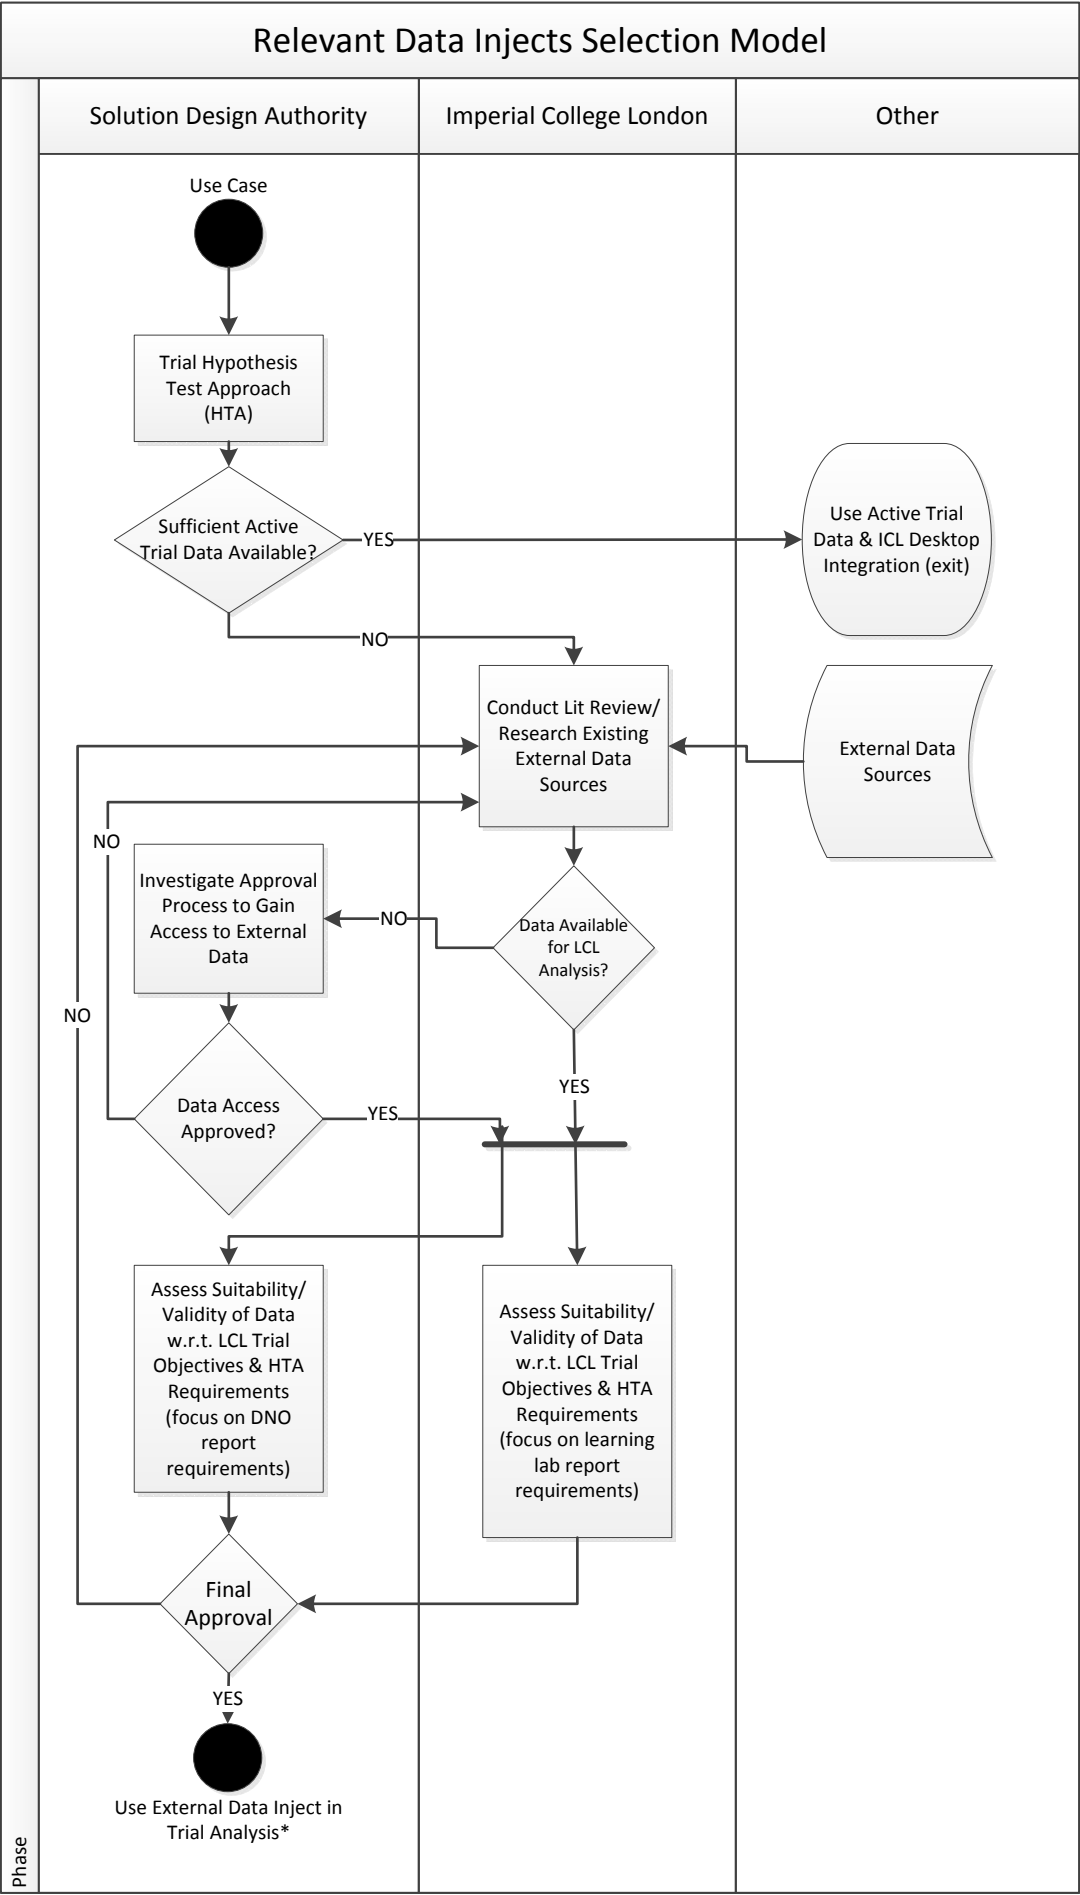 Relevant Data Injects Selection Model
Solution Design Authority
Imperial College London
Other
Use Case
Trial Hypothesis
Test Approach
(HTA)
Sufficient Active
Trial Data Available?
YES
Use Active Trial
Data & ICL Desktop
Integration (exit)
NO
Conduct Lit Review/
Research Existing
External Data
Sources
External Data
Sources
NO
Investigate Approval
Process to Gain
Access to External
Data
NO
Data Available
for LCL
Analysis?
NO
YES
Data Access
Approved?
YES
Assess Suitability/
Validity of Data
w.r.t. LCL Trial
Objectives & HTA
Requirements
(focus on DNO
report
requirements)
Assess Suitability/
Validity of Data
w.r.t. LCL Trial
Objectives & HTA
Requirements
(focus on learning
lab report
requirements)
Final
Approval
YES
Use External Data Inject in
Trial Analysis*
Phase